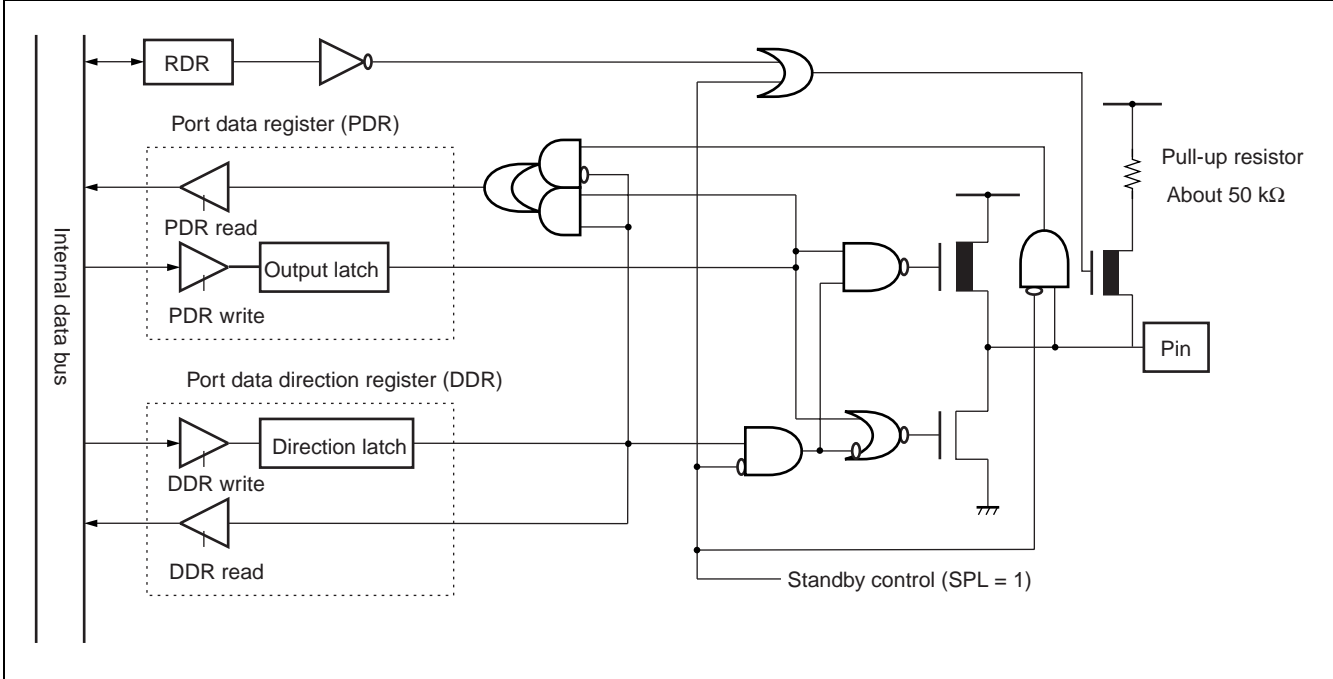 RDR
Port data register (PDR)
Pull-up resistor
About 50 kΩ
PDR read
Output latch
PDR write
Internal data bus
Pin
Port data direction register (DDR)
Direction latch
DDR write
DDR read
Standby control (SPL = 1)